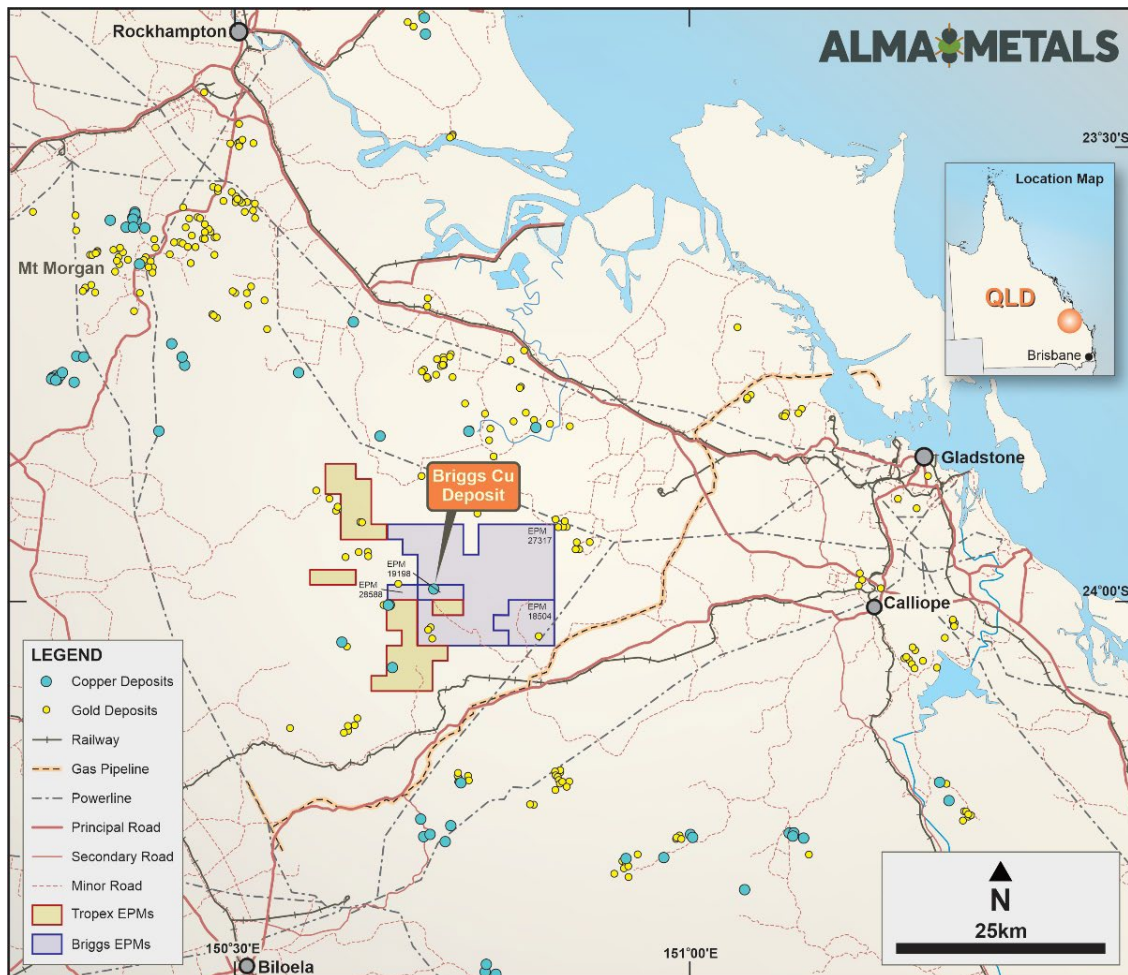 Rockhampton
ALMA METALS
23°30'S
Location Map
QLD
Brisbane
Mt Morgan
Gladstone
Briggs Cu
Deposit
EPM
27317
EPM
19198
EPM
28588
EPM
18504
24°00'S
Calliope
LEGEND
Copper Deposits
Gold Deposits
Railway
Gas Pipeline
Powerline
Principal Road
Secondary Road
Minor Road
Tropex EPMs
Briggs EPMs
N
25km
150°30'E
151°00'E
Biloela